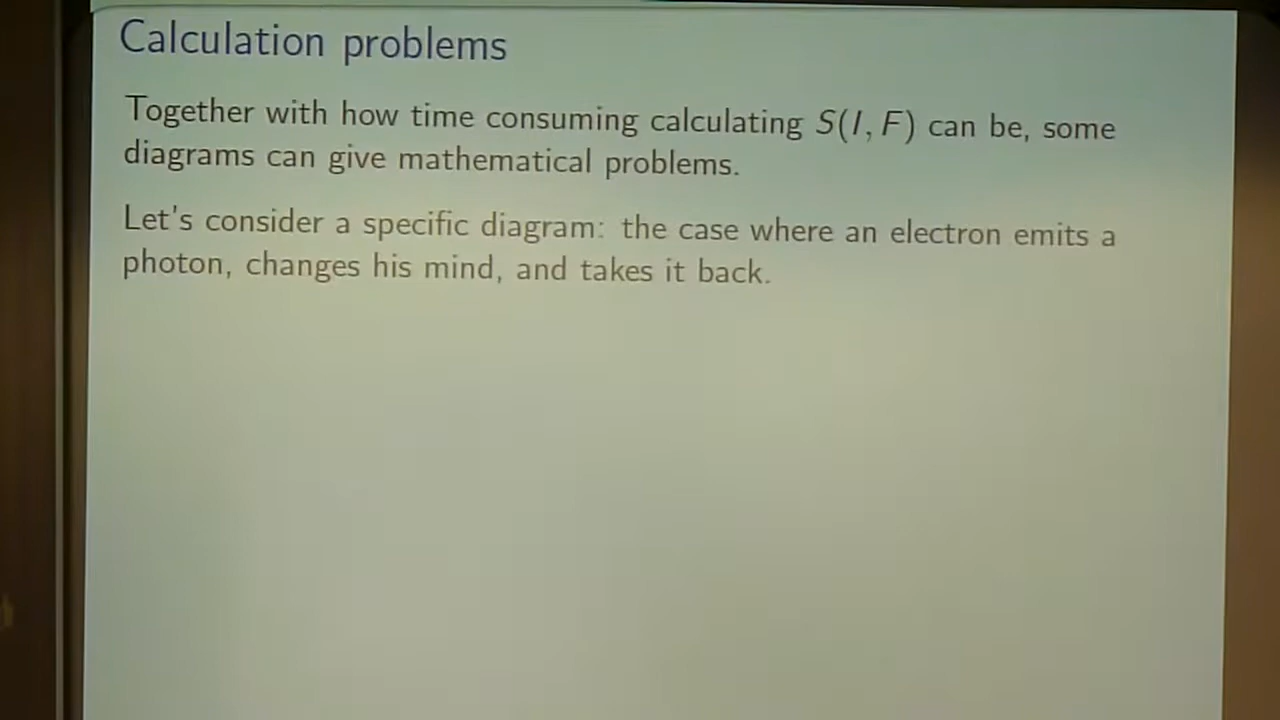 Calculation problems
Together with how time consuming calculating S(I, F) can be, some
diagrams can give mathematical problems.
Let's consider a specific diagram: the case where an electron emits a
photon, changes his mind, and takes it back.